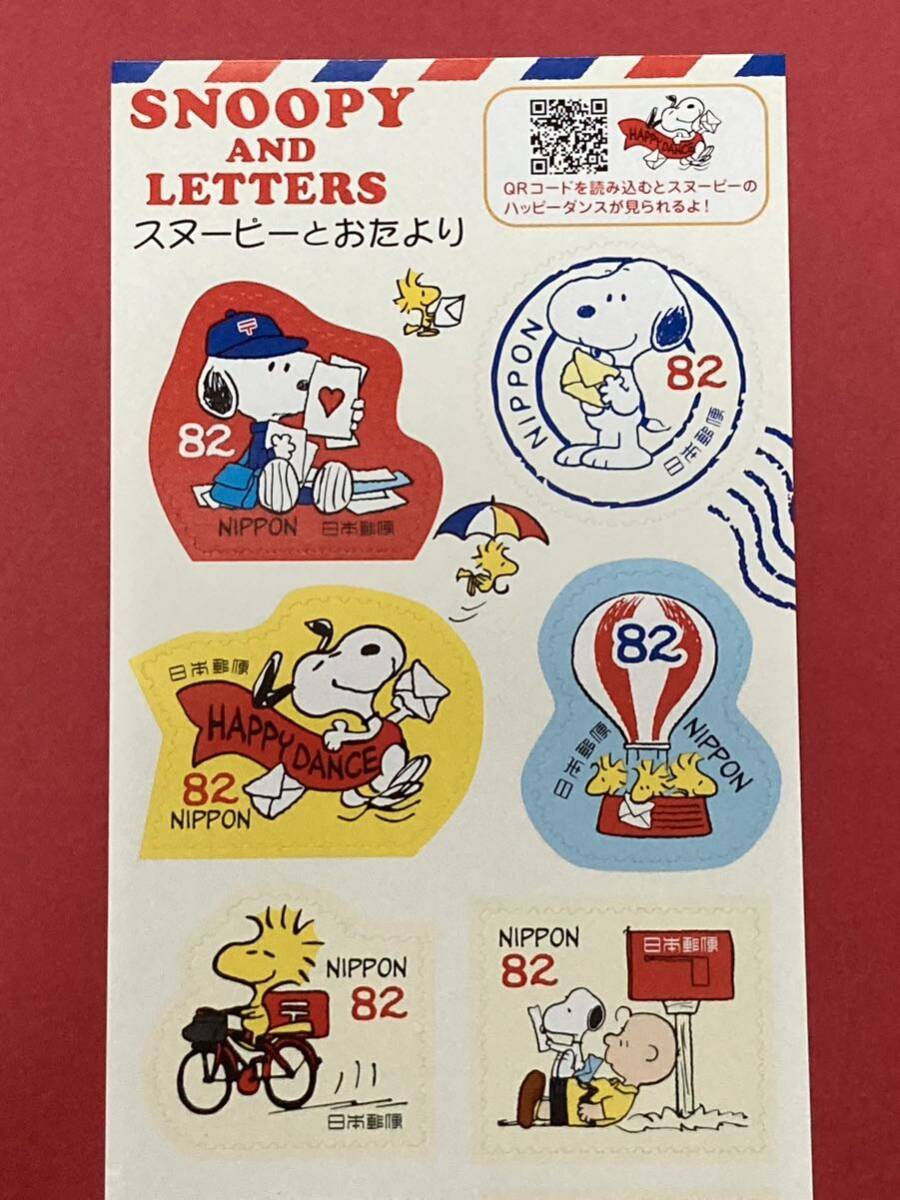 SNOOPY
AND
LETTERS
スヌーピーとおたより
HAPPY DANCE
QRコードを読み込むとスヌーピーの
ハッピーダンスが見られるよ!
82
NIPPON 日本郵便
NIPPON
82
日本郵便
日本郵便
HAPPY DANCE
82
NIPPON
82
NIPPON
日本郵便
NIPPON
82
日本郵便
NIPPON
82
日本郵便